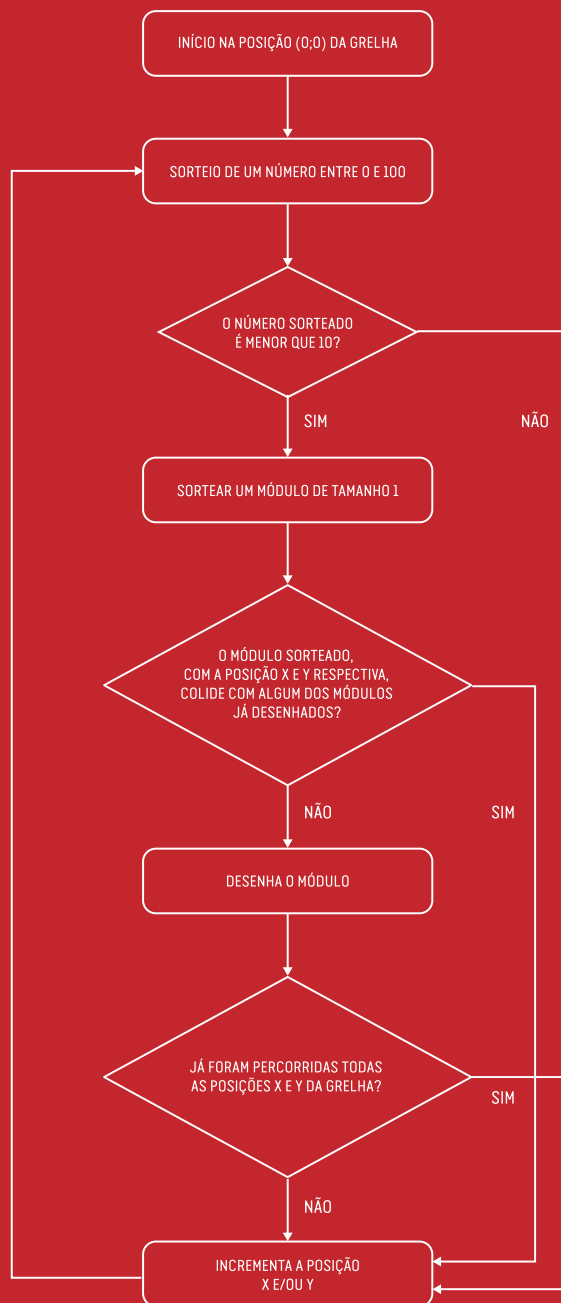 INÍCIO NA POSIÇÃO (0;0) DA GRELHA
SORTEIO DE UM NÚMERO ENTRE 0 E 100
O NÚMERO SORTEADO
É MENOR QUE 10?
SIM
NÃO
SORTEAR UM MÓDULO DE TAMANHO 1
O MÓDULO SORTEADO,
COM A POSIÇÃO X E Y RESPECTIVA,
COLIDE COM ALGUM DOS MÓDULOS
JÁ DESENHADOS?
NÃO
SIM
DESENHA O MÓDULO
JÁ FORAM PERCORRIDAS TODAS
AS POSIÇÕES X E Y DA GRELHA?
SIM
NÃO
INCREMENTA A POSIÇÃO
X E/OU Y